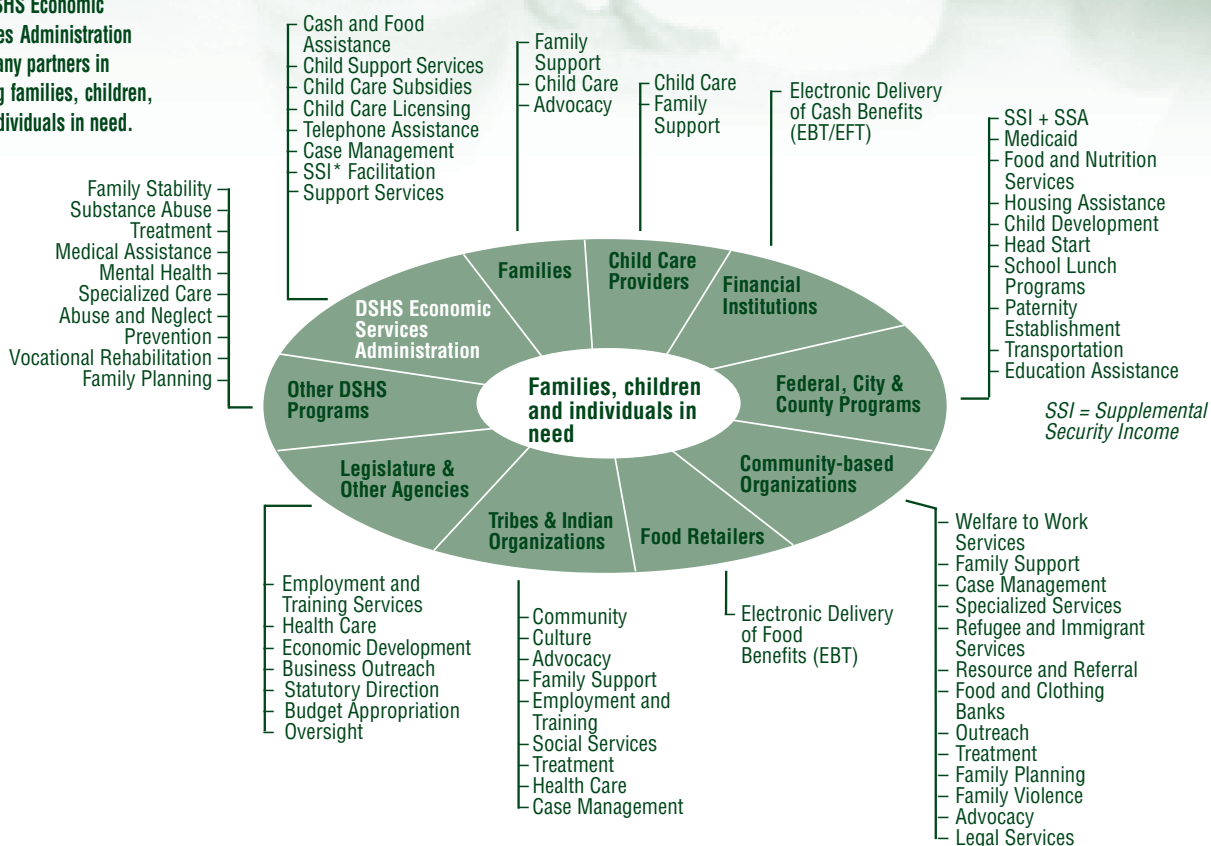 SHS Economic
es Administration
any partners in
g families, children,
dividuals in need.
Cash and Food
Assistance
Child Support Services
Child Care Subsidies
Child Care Licensing
Telephone Assistance
Case Management
SSI* Facilitation
Support Services
Family
Support
Child Care
Advocacy
Child Care
Family
Support
Electronic Delivery
of Cash Benefits
(EBT/EFT)
SSI + SSA
Medicaid
Food and Nutrition
Services
Housing Assistance
Child Development
Head Start
School Lunch
Programs
Paternity
Establishment
Transportation
Education Assistance
SSI = Supplemental
Security Income
Family Stability
Substance Abuse
Treatment
Medical Assistance
Mental Health
Specialized Care
Abuse and Neglect
Prevention
Vocational Rehabilitation
Family Planning
DSHS Economic
Services
Administration
Families
Child Care
Providers
Financial
Institutions
Other DSHS
Programs
Families, children
and individuals in
need
Federal, City &
County Programs
Legislature &
Other Agencies
Tribes & Indian
Organizations
Food Retailers
Community-based
Organizations
Employment and
Training Services
Health Care
Economic Development
Business Outreach
Statutory Direction
Budget Appropriation
Oversight
Community
Culture
Advocacy
Family Support
Employment and
Training
Social Services
Treatment
Health Care
Case Management
Electronic Delivery
of Food
Benefits (EBT)
Welfare to Work
Services
Family Support
Case Management
Specialized Services
Refugee and Immigrant
Services
Resource and Referral
Food and Clothing
Banks
Outreach
Treatment
Family Planning
Family Violence
Advocacy
Legal Services